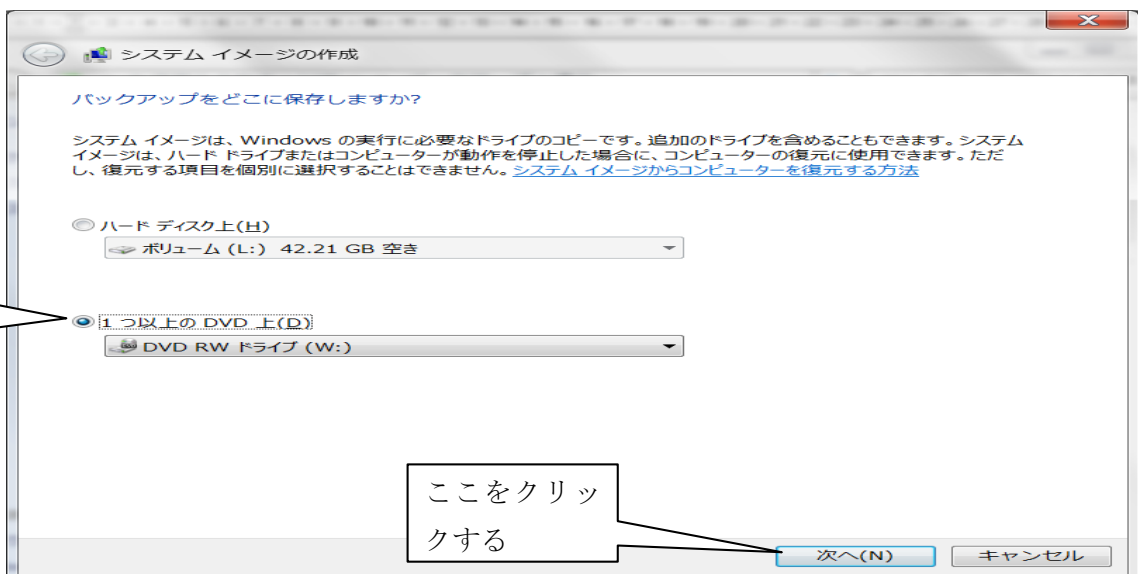 システム イメージの作成
バックアップをどこに保存しますか?
システム イメージは、Windows の実行に必要なドライブのコピーです。追加のドライブを含めることもできます。システム
イメージは、ハード ドライブまたはコンピューターが動作を停止した場合に、コンピューターの復元に使用できます。ただ
し、復元する項目を個別に選択することはできません。システム イメージからコンピューターを復元する方法
ハード ディスク上(H)
ボリューム (L:) 42.21 GB 空き
1 つ以上の DVD 上(D)
DVD RW ドライブ (W:)
ここをクリッ
クする
次へ(N)
キャンセル